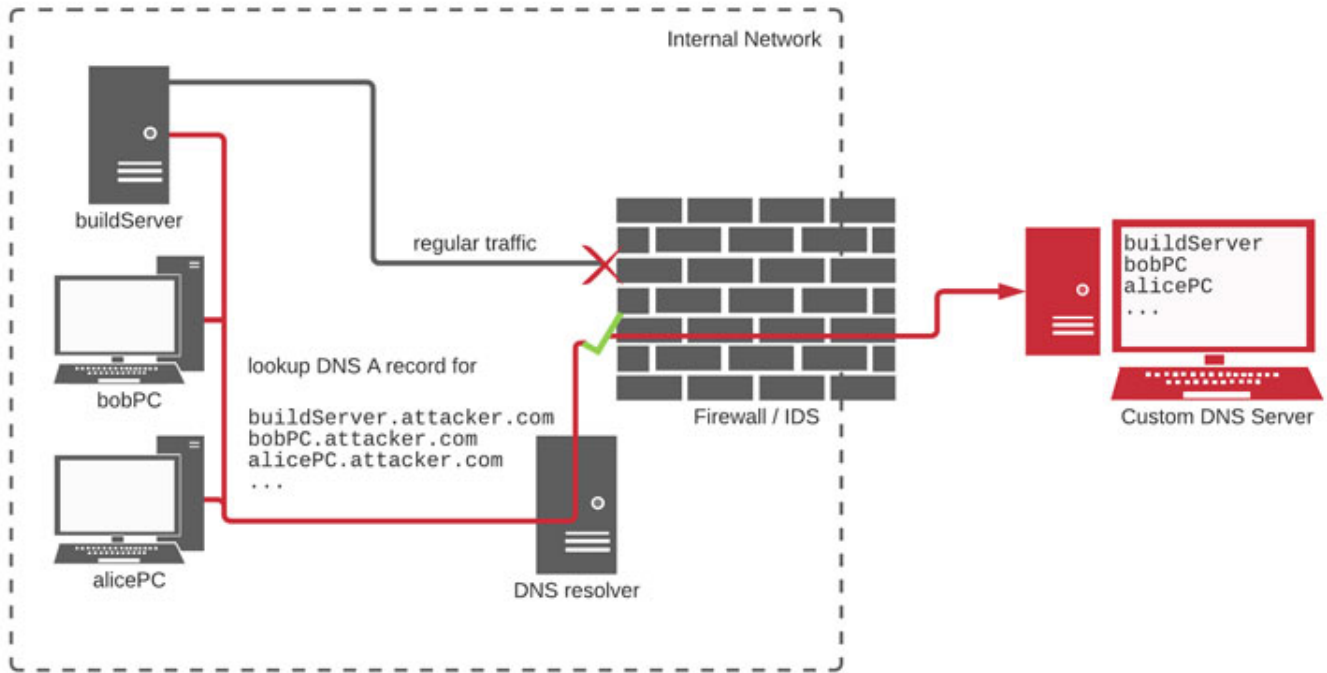 Internal Network
buildServer
regular traffic
bobPC
lookup DNS A record for
buildServer.attacker.com
bobPC.attacker.com
alicePC.attacker.com
...
alicePC
DNS resolver
Firewall / IDS
buildServer
bobPC
alicePC
...
Custom DNS Server